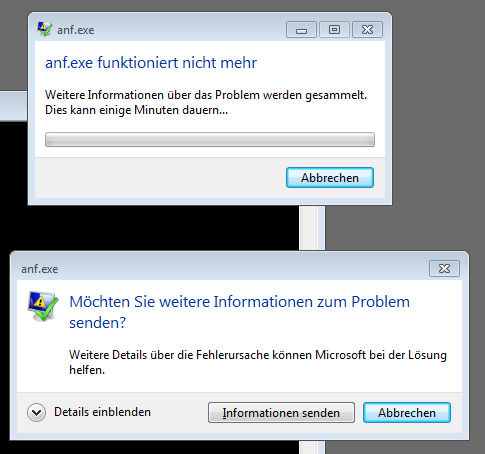 anf.exe
anf.exe funktioniert nicht mehr
Weitere Informationen über das Problem werden gesammelt.
Dies kann einige Minuten dauern...
Abbrechen
anf.exe
Möchten Sie weitere Informationen zum Problem
senden?
Weitere Details über die Fehlerursache können Microsoft bei der Lösung
helfen.
Details einblenden
Informationen senden
Abbrechen